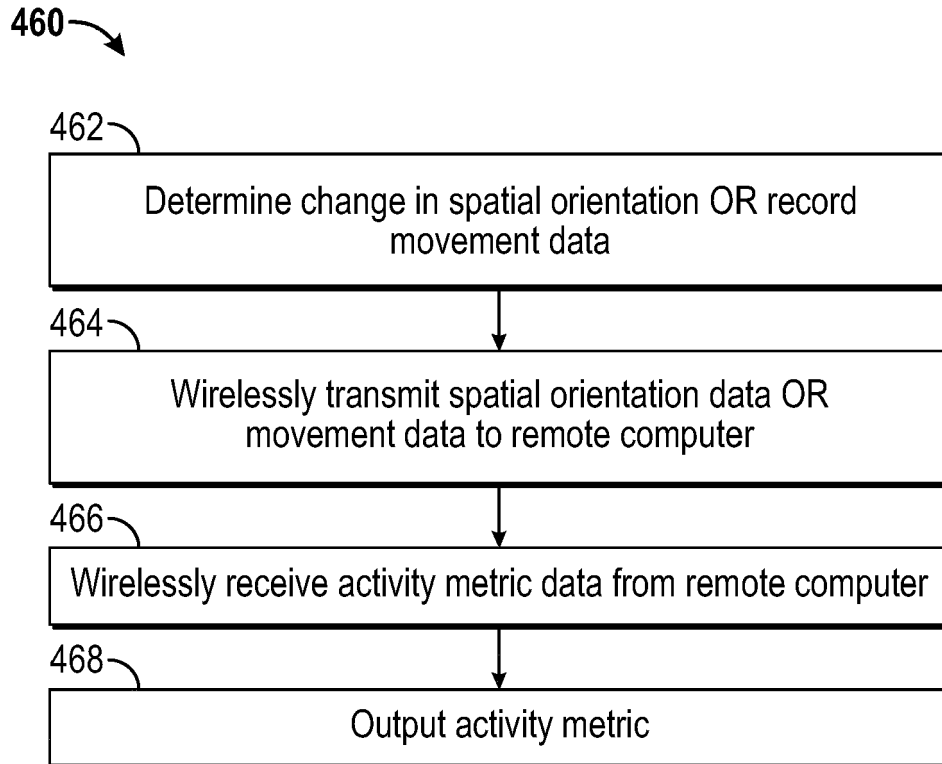 460
462
Determine change in spatial orientation OR record
movement data
464
Wirelessly transmit spatial orientation data OR
movement data to remote computer
466
Wirelessly receive activity metric data from remote computer
468
Output activity metric